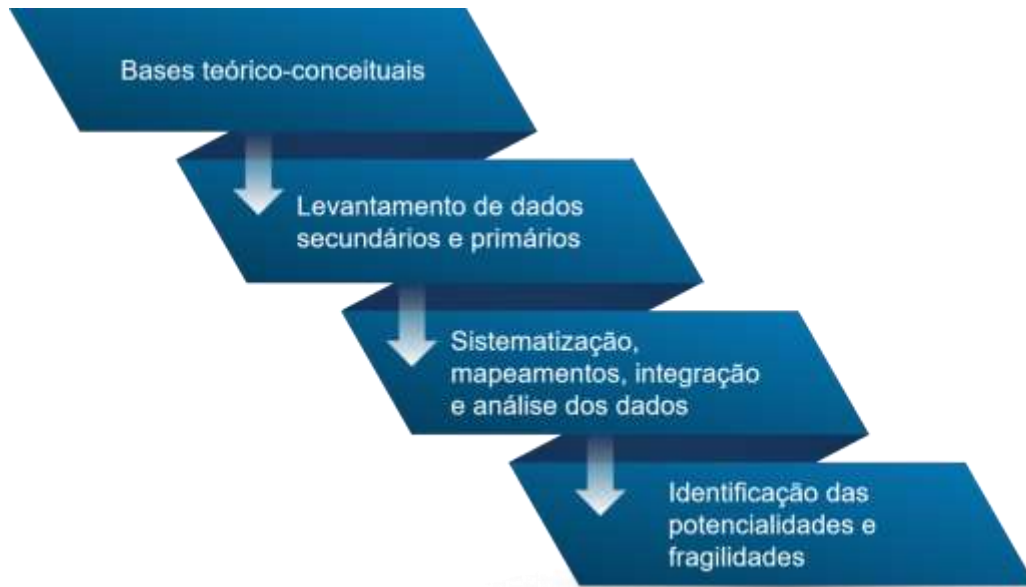 Bases teórico-conceituais
Levantamento de dados
secundários e primários
Sistematização,
mapeamentos, integração
e análise dos dados
Identificação das
potencialidades e
fragilidades